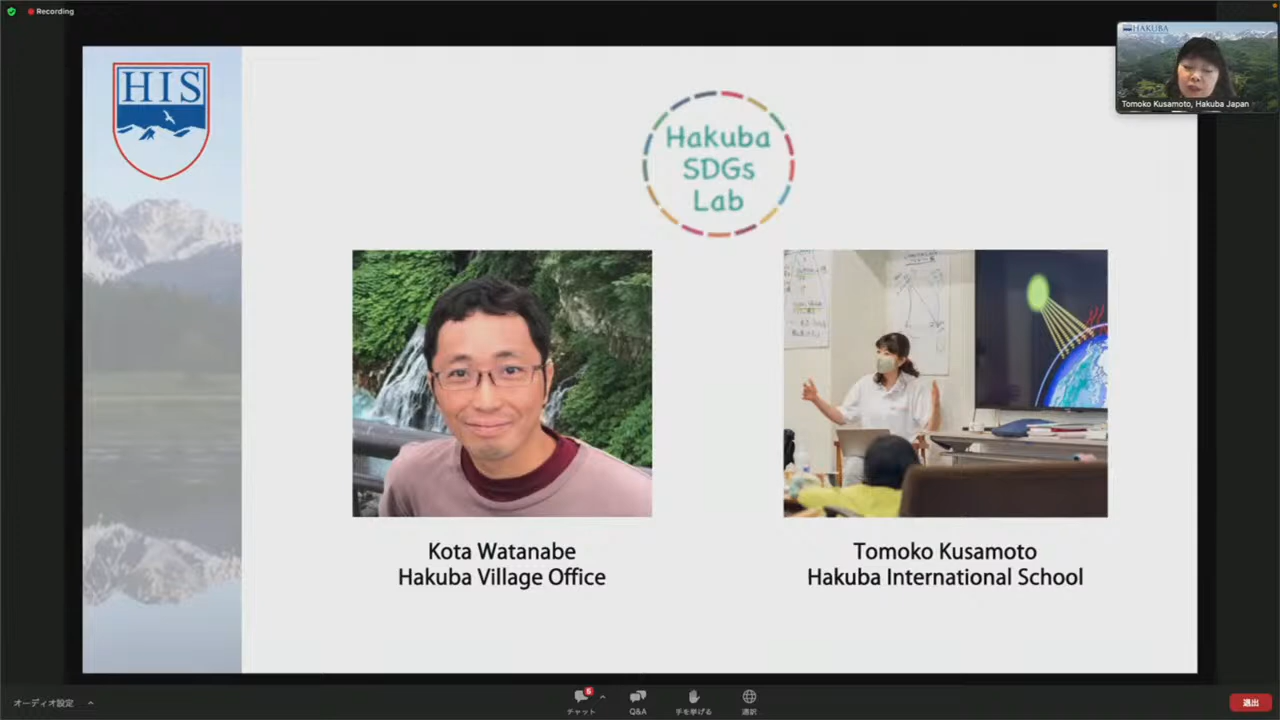 Recording
HIS
HAKUBA
Tomoko Kusamoto, Hakuba Japan
Hakuba
SDGs
Lab
Kota Watanabe
Hakuba Village Office
Tomoko Kusamoto
Hakuba International School
オーディオ設定
6
チャット
Q&A
手を挙げる
通訳
退出